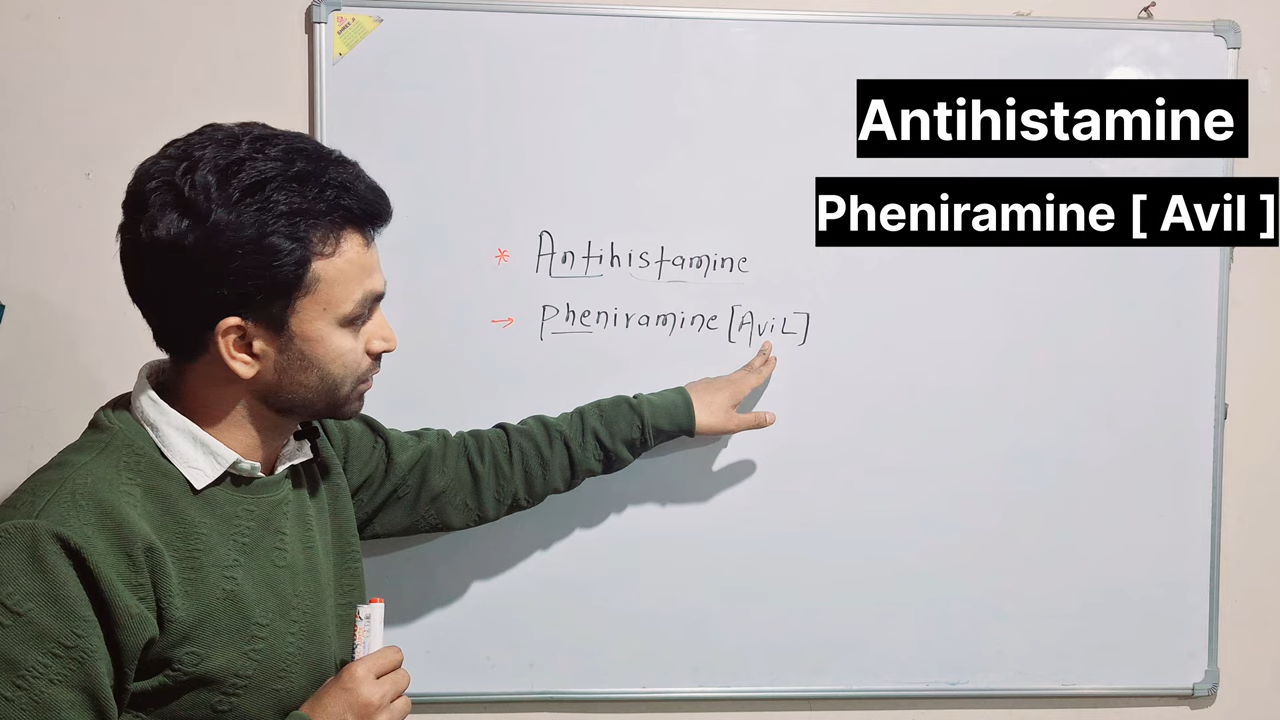 Antihistamine
Pheniramine [ Avil ]
* Antihistamine
→ pheniramine [AviL]